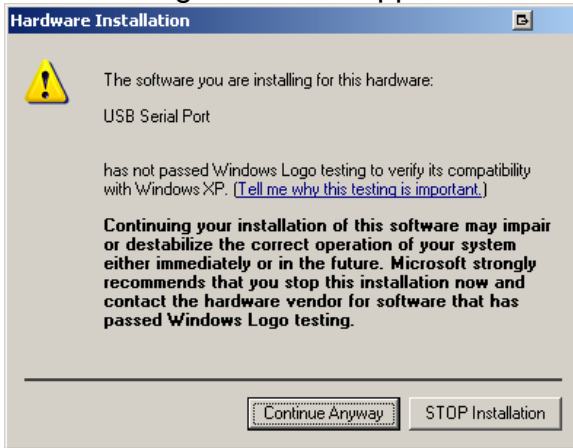 Hardware Installation
The software you are installing for this hardware:
USB Serial Port
has not passed Windows Logo testing to verify its compatibility
with Windows XP. (Tell me why this testing is important.)
Continuing your installation of this software may impair
or destabilize the correct operation of your system
either immediately or in the future. Microsoft strongly
recommends that you stop this installation now and
contact the hardware vendor for software that has
passed Windows Logo testing.
Continue Anyway STOP Installation